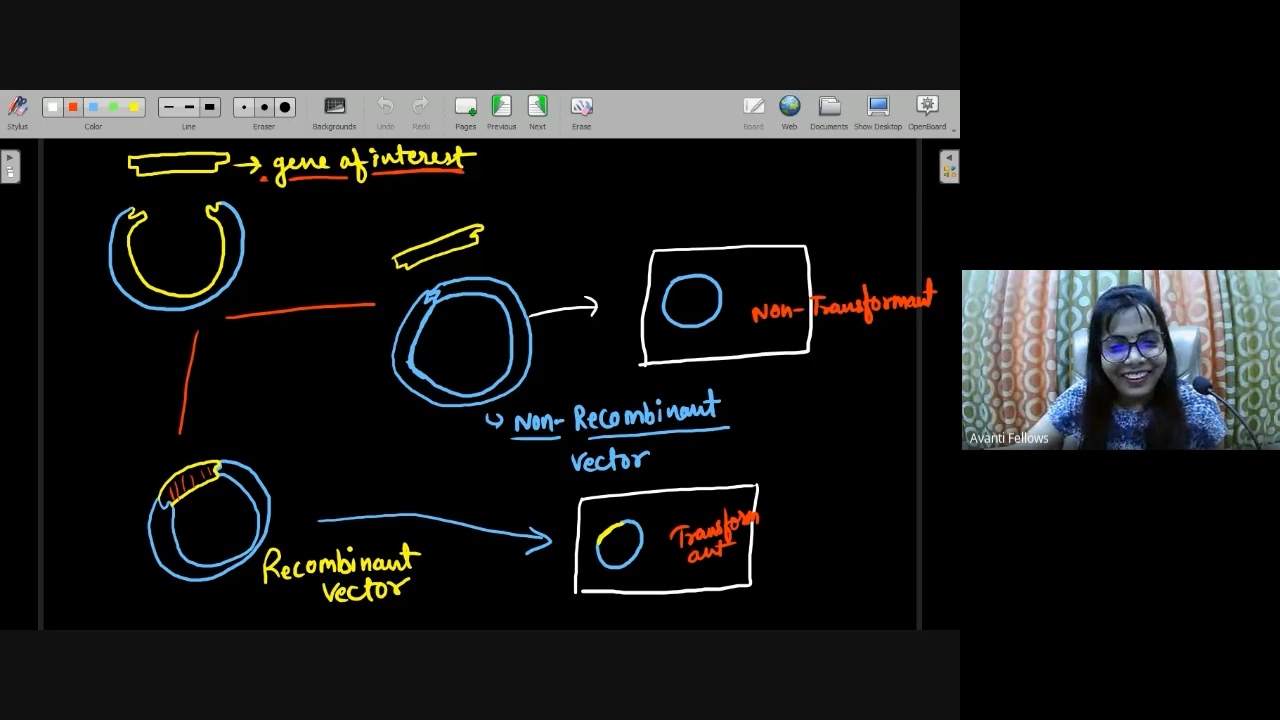 Stylus
Color
Line
Eraser
Backgrounds
Undo
Redo
Pages
Previous
Next
Erase
Board
Web
Documents
Show Desktop
OpenBoard
gene of interest
Non-Transformant
Non-Recombinant
vector
Transform
ant
Recombinant
vector
Avanti Fellows